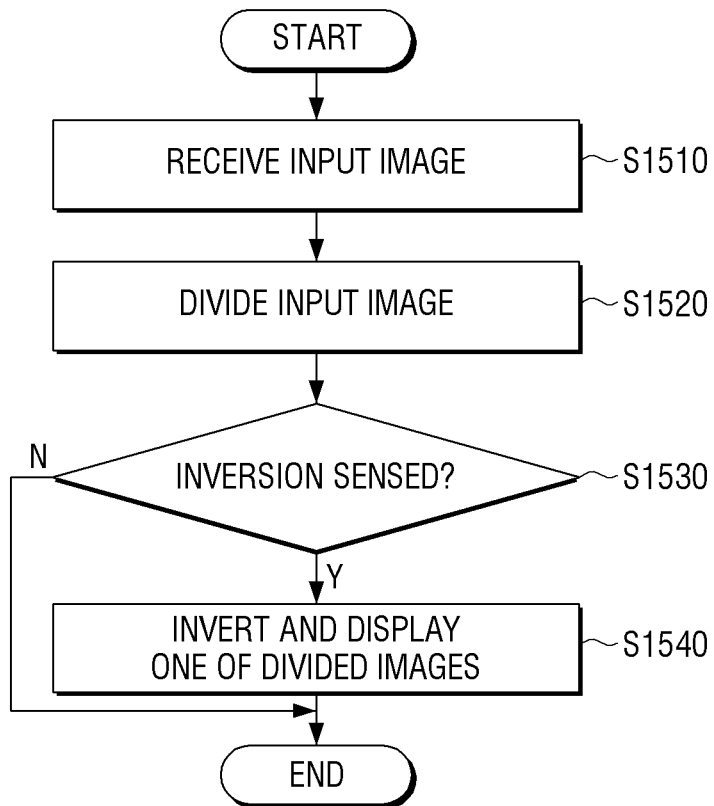 START
RECEIVE INPUT IMAGE
S1510
DIVIDE INPUT IMAGE
S1520
N
INVERSION SENSED?
S1530
Y
INVERT AND DISPLAY
ONE OF DIVIDED IMAGES
S1540
END